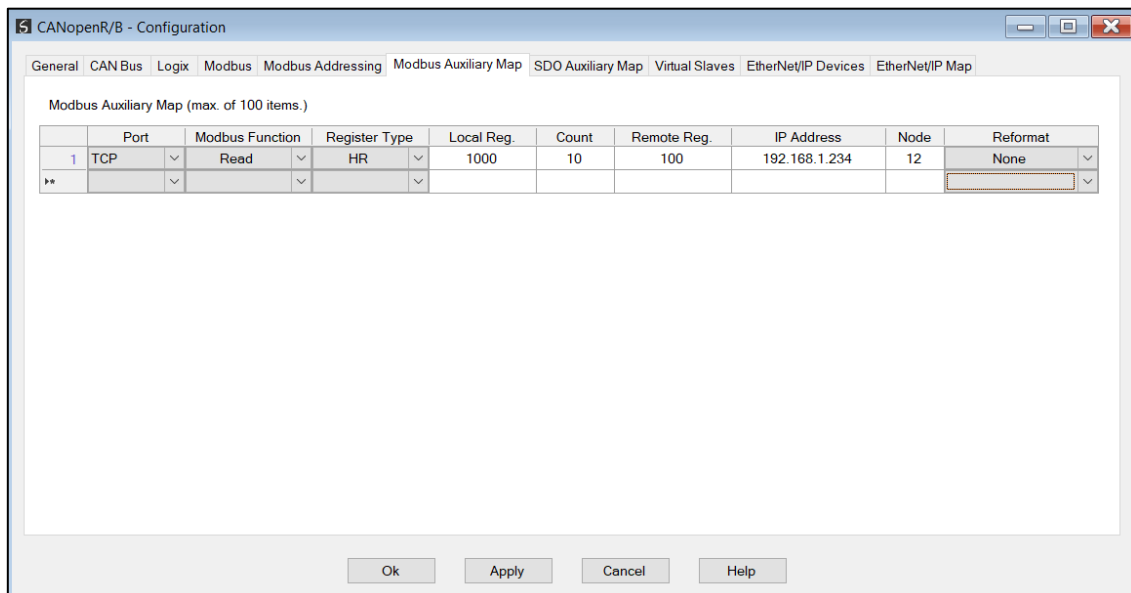 CANopenR/B - Configuration
General CAN Bus Logix Modbus Modbus Addressing Modbus Auxiliary Map SDO Auxiliary Map Virtual Slaves EtherNet/IP Devices EtherNet/IP Map
Modbus Auxiliary Map (max. of 100 items.)
Port Modbus Function Register Type Local Reg. Count Remote Reg. IP Address Node Reformat
1 TCP Read HR 1000 10 100 192.168.1.234 12 None
Ok Apply Cancel Help